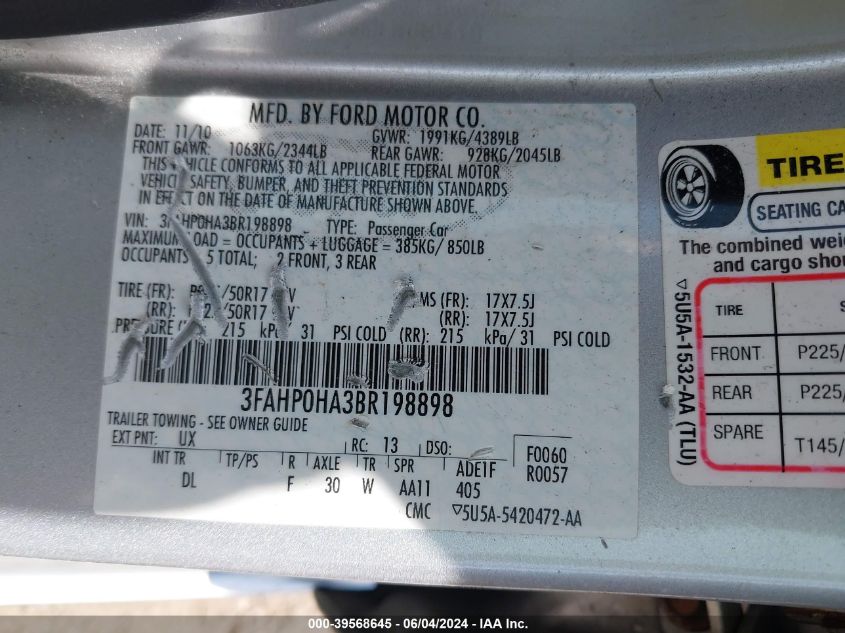 MFD. BY FORD MOTOR CO.
DATE: 11/10 GVWR: 1991KG/4389LB
FRONT GAWR: 1063KG/2344LB REAR GAWR: 928KG/2045LB
THIS VEHICLE CONFORMS TO ALL APPLICABLE FEDERAL MOTOR
VEHICLE SAFETY, BUMPER, AND THEFT PREVENTION STANDARDS
IN EFFECT ON THE DATE OF MANUFACTURE SHOWN ABOVE.
VIN: 3FAHP0HA3BR198898 TYPE: Passenger Car
MAXIMUM LOAD = OCCUPANTS + LUGGAGE = 385KG/ 850LB
OCCUPANTS 5 TOTAL; 2 FRONT, 3 REAR
TIRE (FR): /50R17 V MS (FR): 17X7.5J
(RR): /50R17 V (RR): 17X7.5J
PRESSURE 215 kPa/ 31 PSI COLD (RR): 215 kPa/ 31 PSI COLD
3FAHP0HA3BR198898
TRAILER TOWING - SEE OWNER GUIDE
EXT PNT: UX RC: 13 DSO: F0060
R0057
INT TR TP/PS R AXLE TR SPR ADE1F
DL F 30 W AA11 405
CMC ▽5U5A-5420472-AA
TIRE
SEATING CA
The combined wei
and cargo shou
▽5U5A-1532-AA (TLU)
TIRE S
FRONT P225/
REAR P225/
SPARE T145/
000-39568645 - 06/04/2024 - IAA Inc.